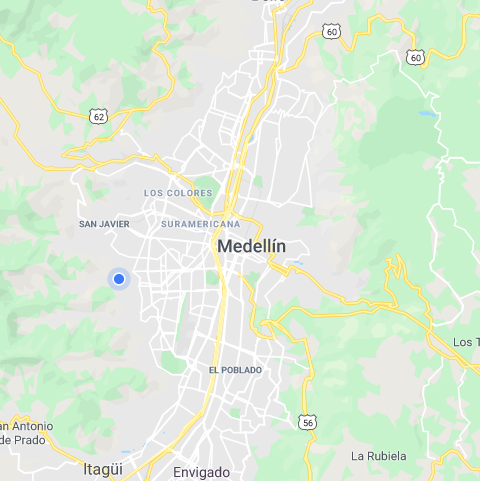 60
60
62
LOS COLORES
SAN JAVIER
SURAMERICANA
Medellín
Los T
EL POBLADO
56
an Antonio
de Prado
La Rubiela
Itagüí
Envigado